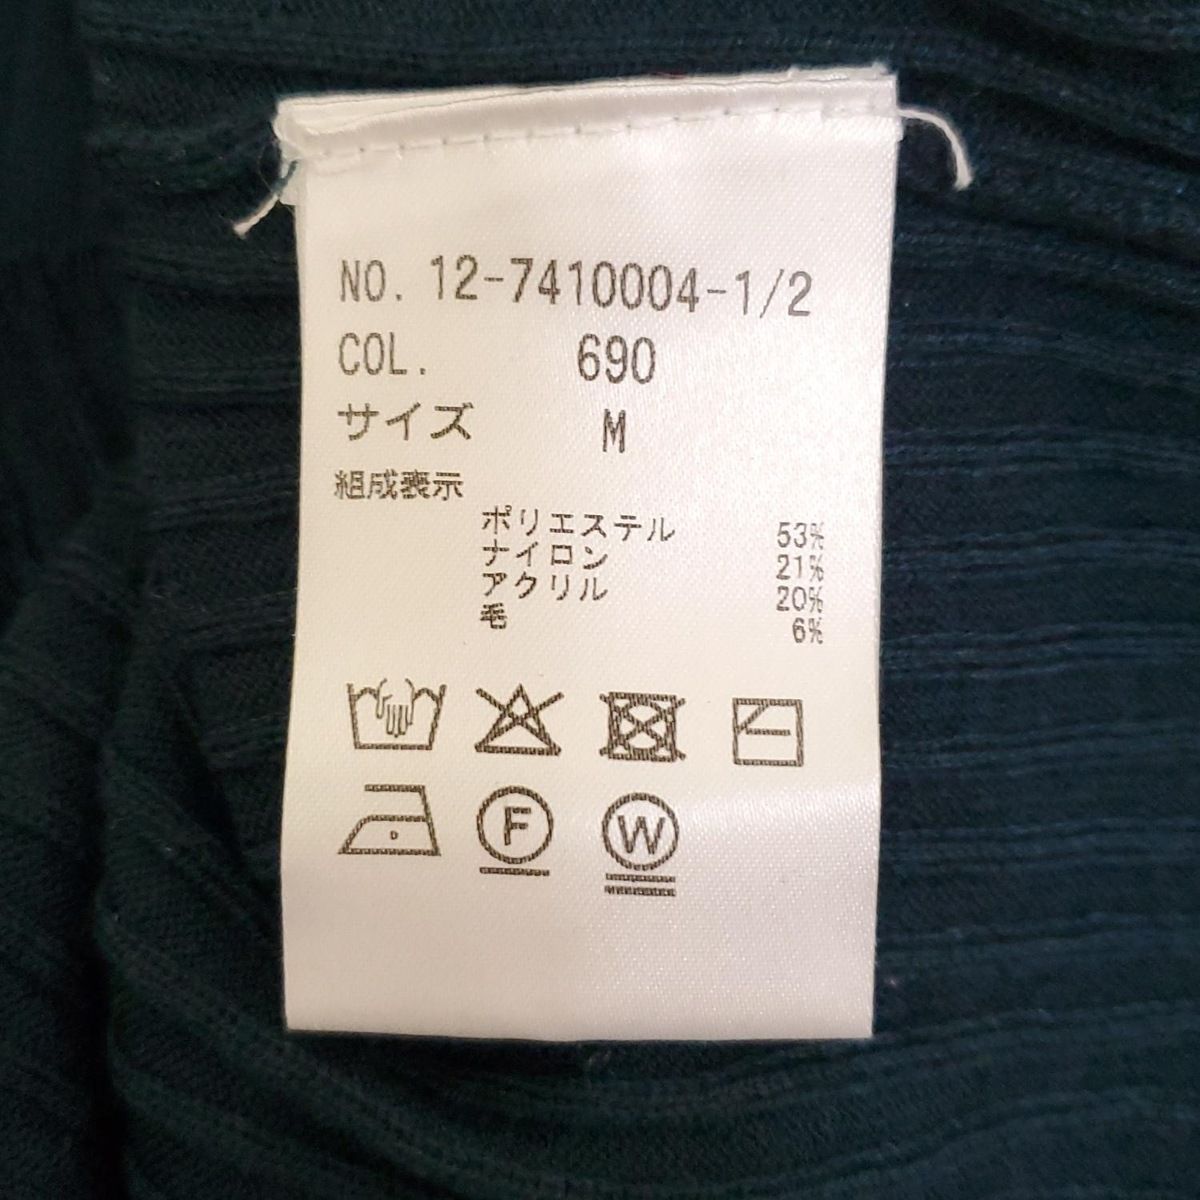 NO. 12-7410004-1/2
COL. 690
サイズ M
組成表示
ポリエステル 53%
ナイロン 21%
アクリル 20%
毛 6%
F W